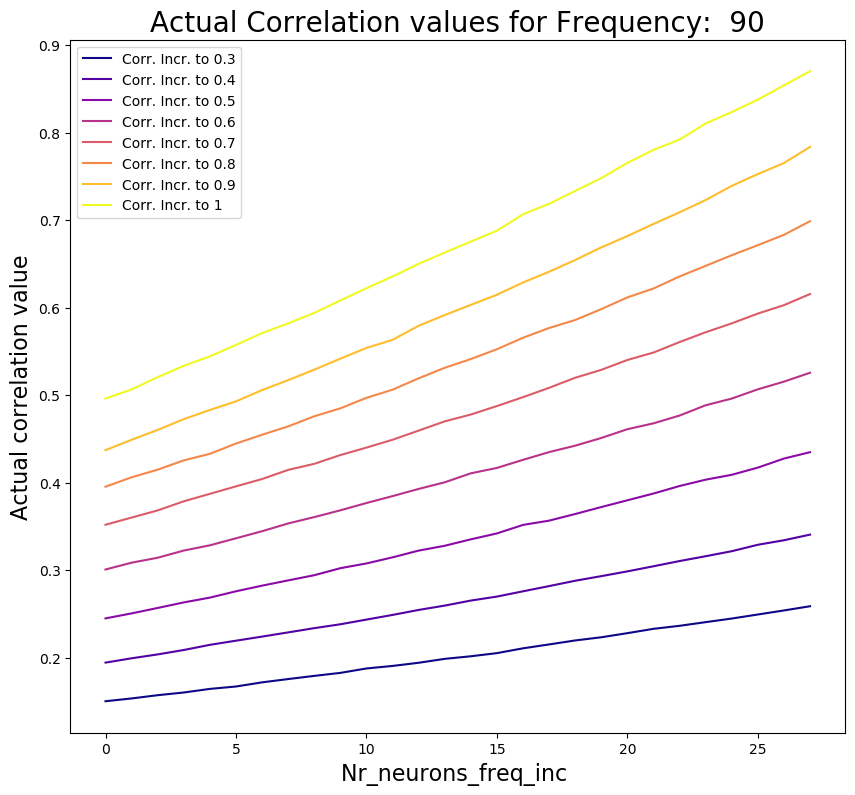 Actual Correlation values for Frequency:  90
Corr. Incr. to 0.3
Corr. Incr. to 0.4
Corr. Incr. to 0.5
Corr. Incr. to 0.6
Corr. Incr. to 0.7
Corr. Incr. to 0.8
Corr. Incr. to 0.9
Corr. Incr. to 1
Actual correlation value
0.9
0.8
0.7
0.6
0.5
0.4
0.3
0.2
0 5 10 15 20 25
Nr_neurons_freq_inc